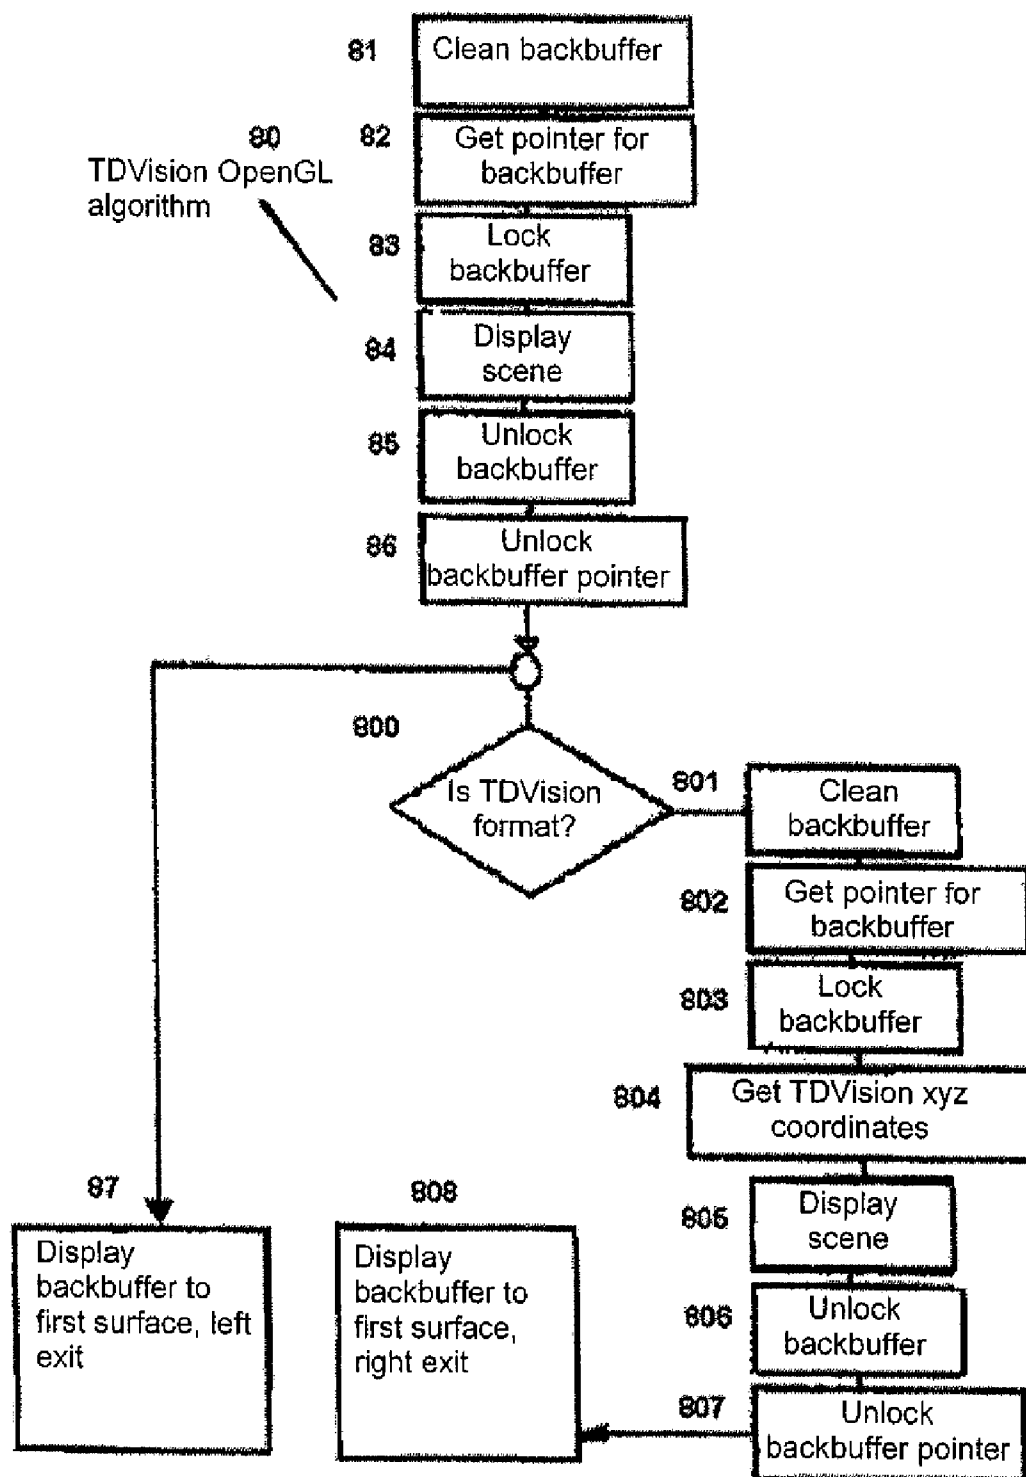 81
Clean backbuffer
82
Get pointer for
backbuffer
80
TDVision OpenGL
algorithm
83
Lock
backbuffer
84
Display
scene
85
Unlock
backbuffer
86
Unlock
backbuffer pointer
800
Is TDVision
format?
801
Clean
backbuffer
802
Get pointer for
backbuffer
803
Lock
backbuffer
804
Get TDVision xyz
coordinates
805
Display
scene
806
Unlock
backbuffer
807
Unlock
backbuffer pointer
87
Display
backbuffer to
first surface, left
exit
808
Display
backbuffer to
first surface,
right exit